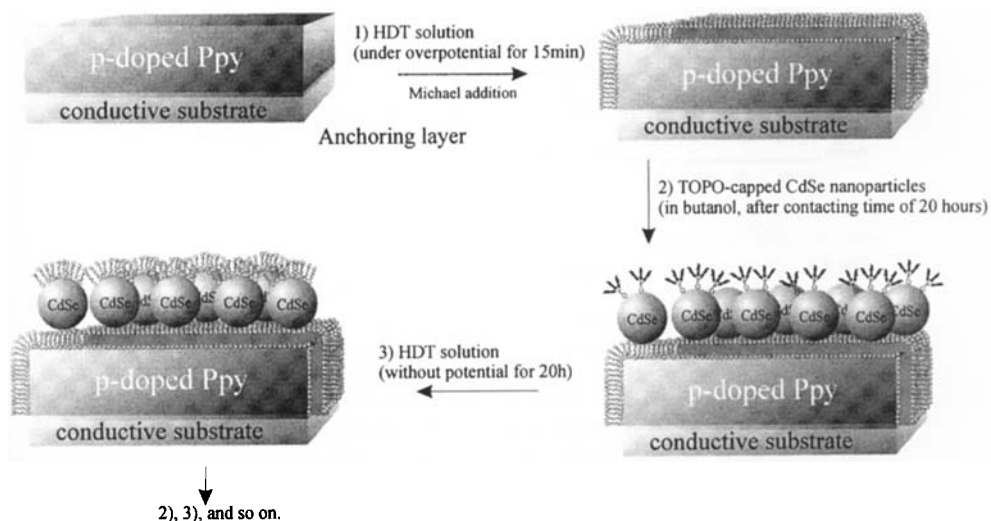 p-doped Ppy
conductive substrate
1) HDT solution
(under overpotential for 15min)
Michael addition
Anchoring layer
p-doped Ppy
conductive substrate
2) TOPO-capped CdSe nanoparticles
(in butanol, after contacting time of 20 hours)
CdSe CdSe CdSe CdSe CdSe
p-doped Ppy
conductive substrate
3) HDT solution
(without potential for 20h)
CdSe CdSe CdSe CdSe CdSe
p-doped Ppy
conductive substrate
2), 3), and so on.